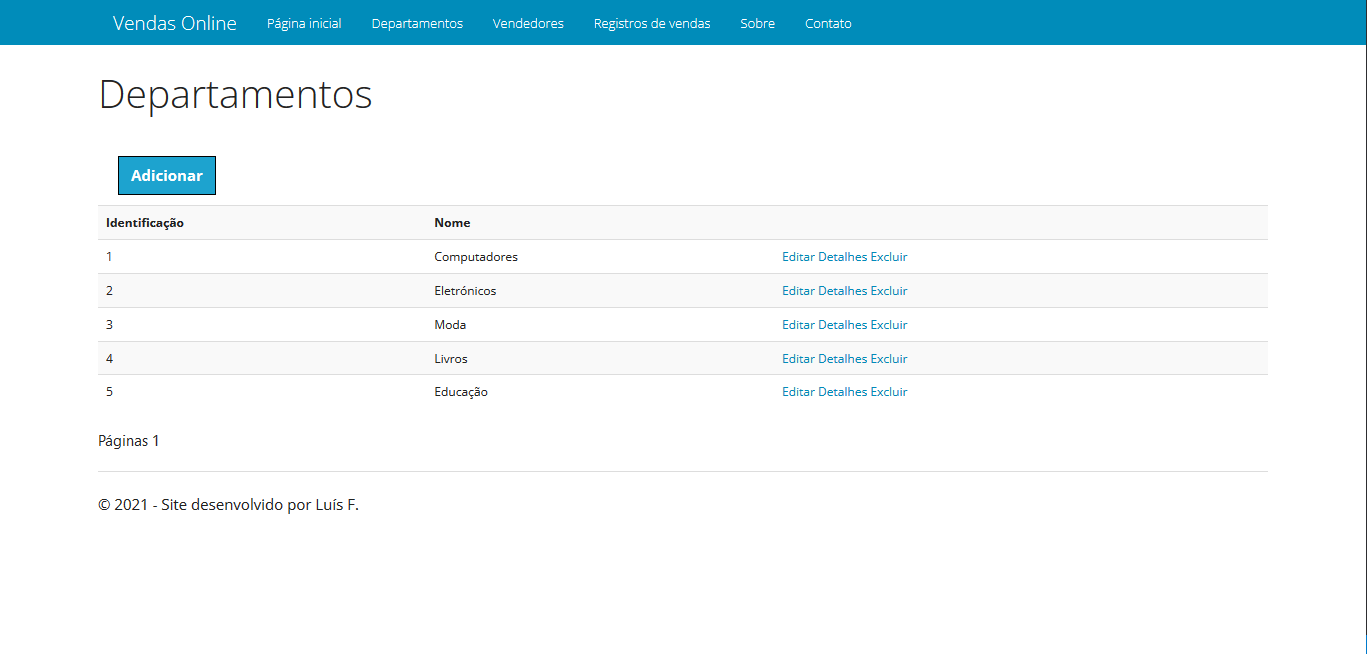 Vendas Online Página inicial Departamentos Vendedores Registros de vendas Sobre Contato
Departamentos
Adicionar
Identificação Nome
1 Computadores Editar Detalhes Excluir
2 Eletrónicos Editar Detalhes Excluir
3 Moda Editar Detalhes Excluir
4 Livros Editar Detalhes Excluir
5 Educação Editar Detalhes Excluir
Páginas 1
© 2021 - Site desenvolvido por Luís F.